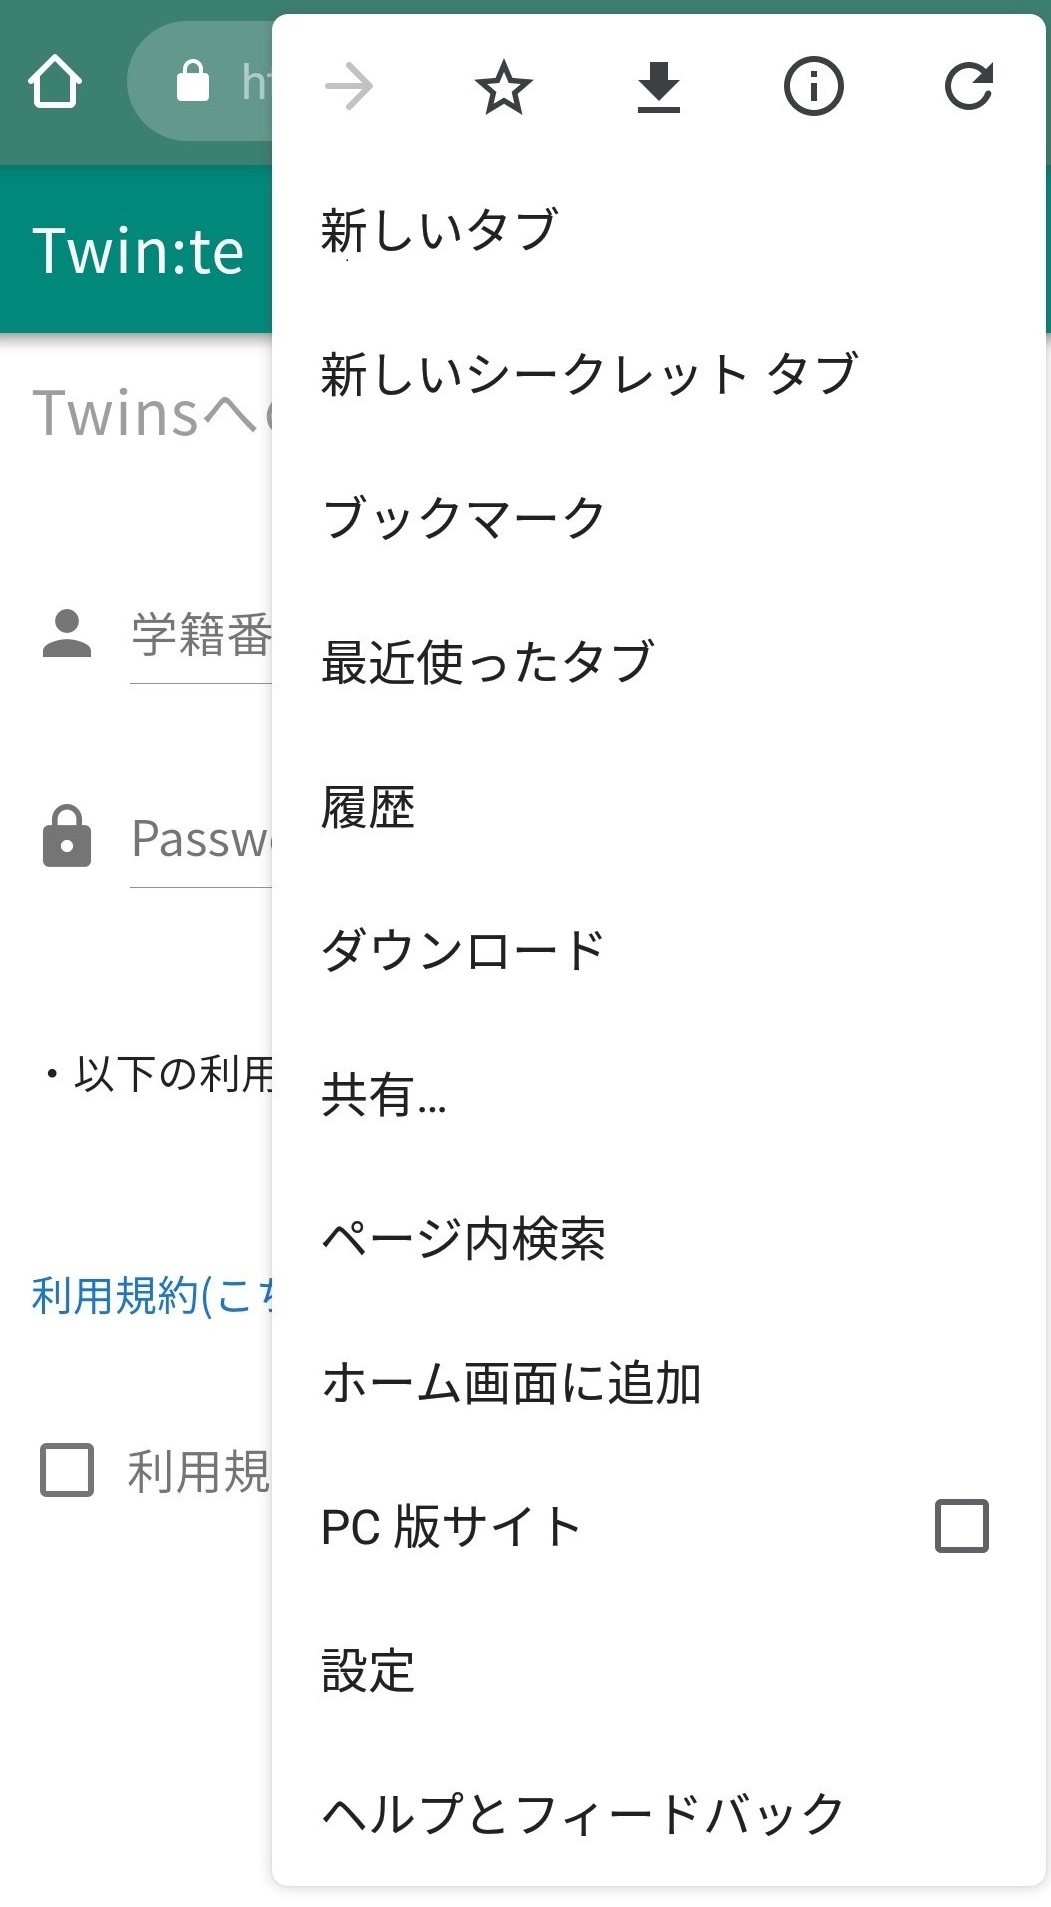 ht
Twin:te
Twinsへの
学籍番
Passwo
・以下の利用
利用規約(こち
利用規
新しいタブ
新しいシークレット タブ
ブックマーク
最近使ったタブ
履歴
ダウンロード
共有...
ページ内検索
ホーム画面に追加
PC 版サイト
設定
ヘルプとフィードバック